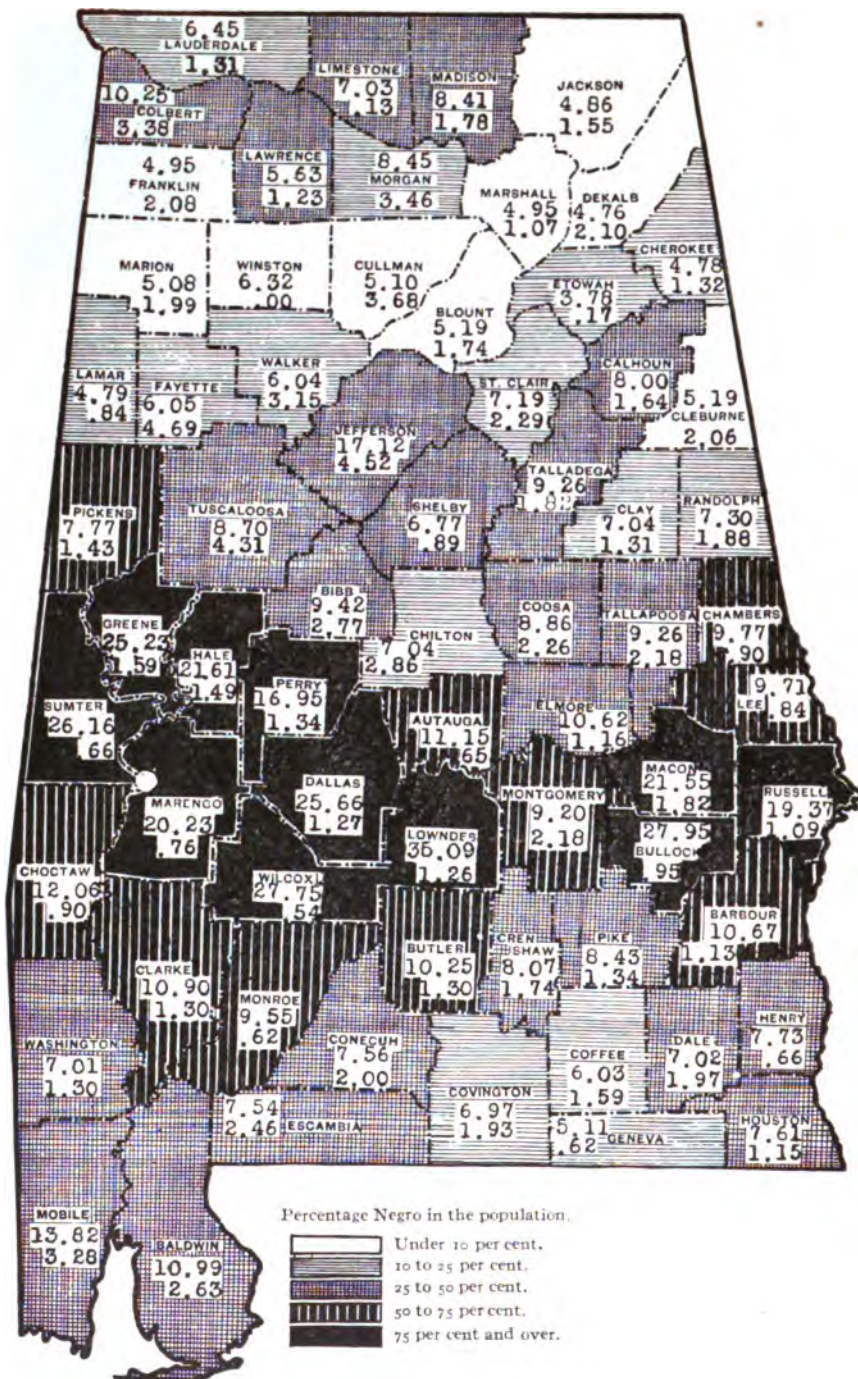 6.45
LAUDERDALE
1.31
LIMESTONE
7.03
.13
MADISON
8.41
1.78
JACKSON
4.86
1.55
10.25
COLBERT
3.38
4.95
FRANKLIN
2.08
LAWRENCE
5.63
1.23
8.45
MORGAN
3.46
MARSHALL
4.95
1.07
DEKALB
4.76
2.10
CHEROKEE
4.78
1.32
MARION
5.08
1.99
WINSTON
6.32
.00
CULLMAN
5.10
3.68
BLOUNT
5.19
1.74
ETOWAH
3.78
.17
LAMAR
4.79
.84
FAYETTE
6.05
4.69
WALKER
6.04
3.15
JEFFERSON
17.12
4.52
ST. CLAIR
7.19
2.29
CALHOUN
8.00
1.64
5.19
CLEBURNE
2.06
PICKENS
7.77
1.43
TUSCALOOSA
8.70
4.31
SHELBY
6.77
.89
TALLADEGA
9.26
1.82
CLAY
7.04
1.31
RANDOLPH
7.30
1.88
GREENE
25.23
1.59
HALE
21.61
1.49
BIBB
9.42
2.77
CHILTON
7.04
2.86
COOSA
8.86
2.26
TALLAPOOSA
9.26
2.18
CHAMBERS
9.77
.90
SUMTER
26.16
.66
PERRY
16.95
1.34
AUTAUGA
11.15
.65
ELMORE
10.62
1.16
9.71
LEE .84
MARENGO
20.23
.76
DALLAS
25.66
1.27
LOWNDES
35.09
1.26
MONTGOMERY
9.20
2.18
MACON
21.55
1.82
RUSSELL
19.37
1.09
27.95
BULLOCK
.95
CHOCTAW
12.06
.90
WILCOX
27.75
.54
CLARKE
10.90
1.30
MONROE
9.55
.62
BUTLER
10.25
1.30
CREN
SHAW
8.07
1.74
PIKE
8.43
1.34
BARBOUR
10.67
1.13
WASHINGTON
7.01
1.30
CONECUH
7.56
2.00
7.54
2.46 ESCAMBIA
COVINGTON
6.97
1.93
COFFEE
6.03
1.59
DALE
7.02
1.97
HENRY
7.73
.66
5.11
.62 GENEVA
HOUSTON
7.61
1.15
MOBILE
13.82
3.28
BALDWIN
10.99
2.63
Percentage Negro in the population.
Under 10 per cent.
10 to 25 per cent.
25 to 50 per cent.
50 to 75 per cent.
75 per cent and over.